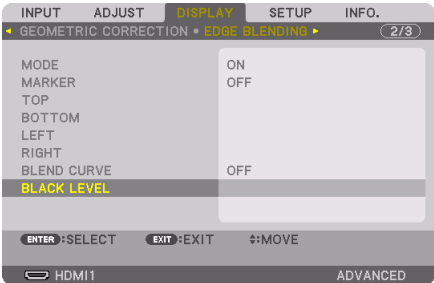 INPUT ADJUST DISPLAY SETUP INFO.
GEOMETRIC CORRECTION • EDGE BLENDING 2/3
MODE ON
MARKER OFF
TOP
BOTTOM
LEFT
RIGHT
BLEND CURVE OFF
BLACK LEVEL
ENTER :SELECT EXIT :EXIT :MOVE
HDMI1 ADVANCED